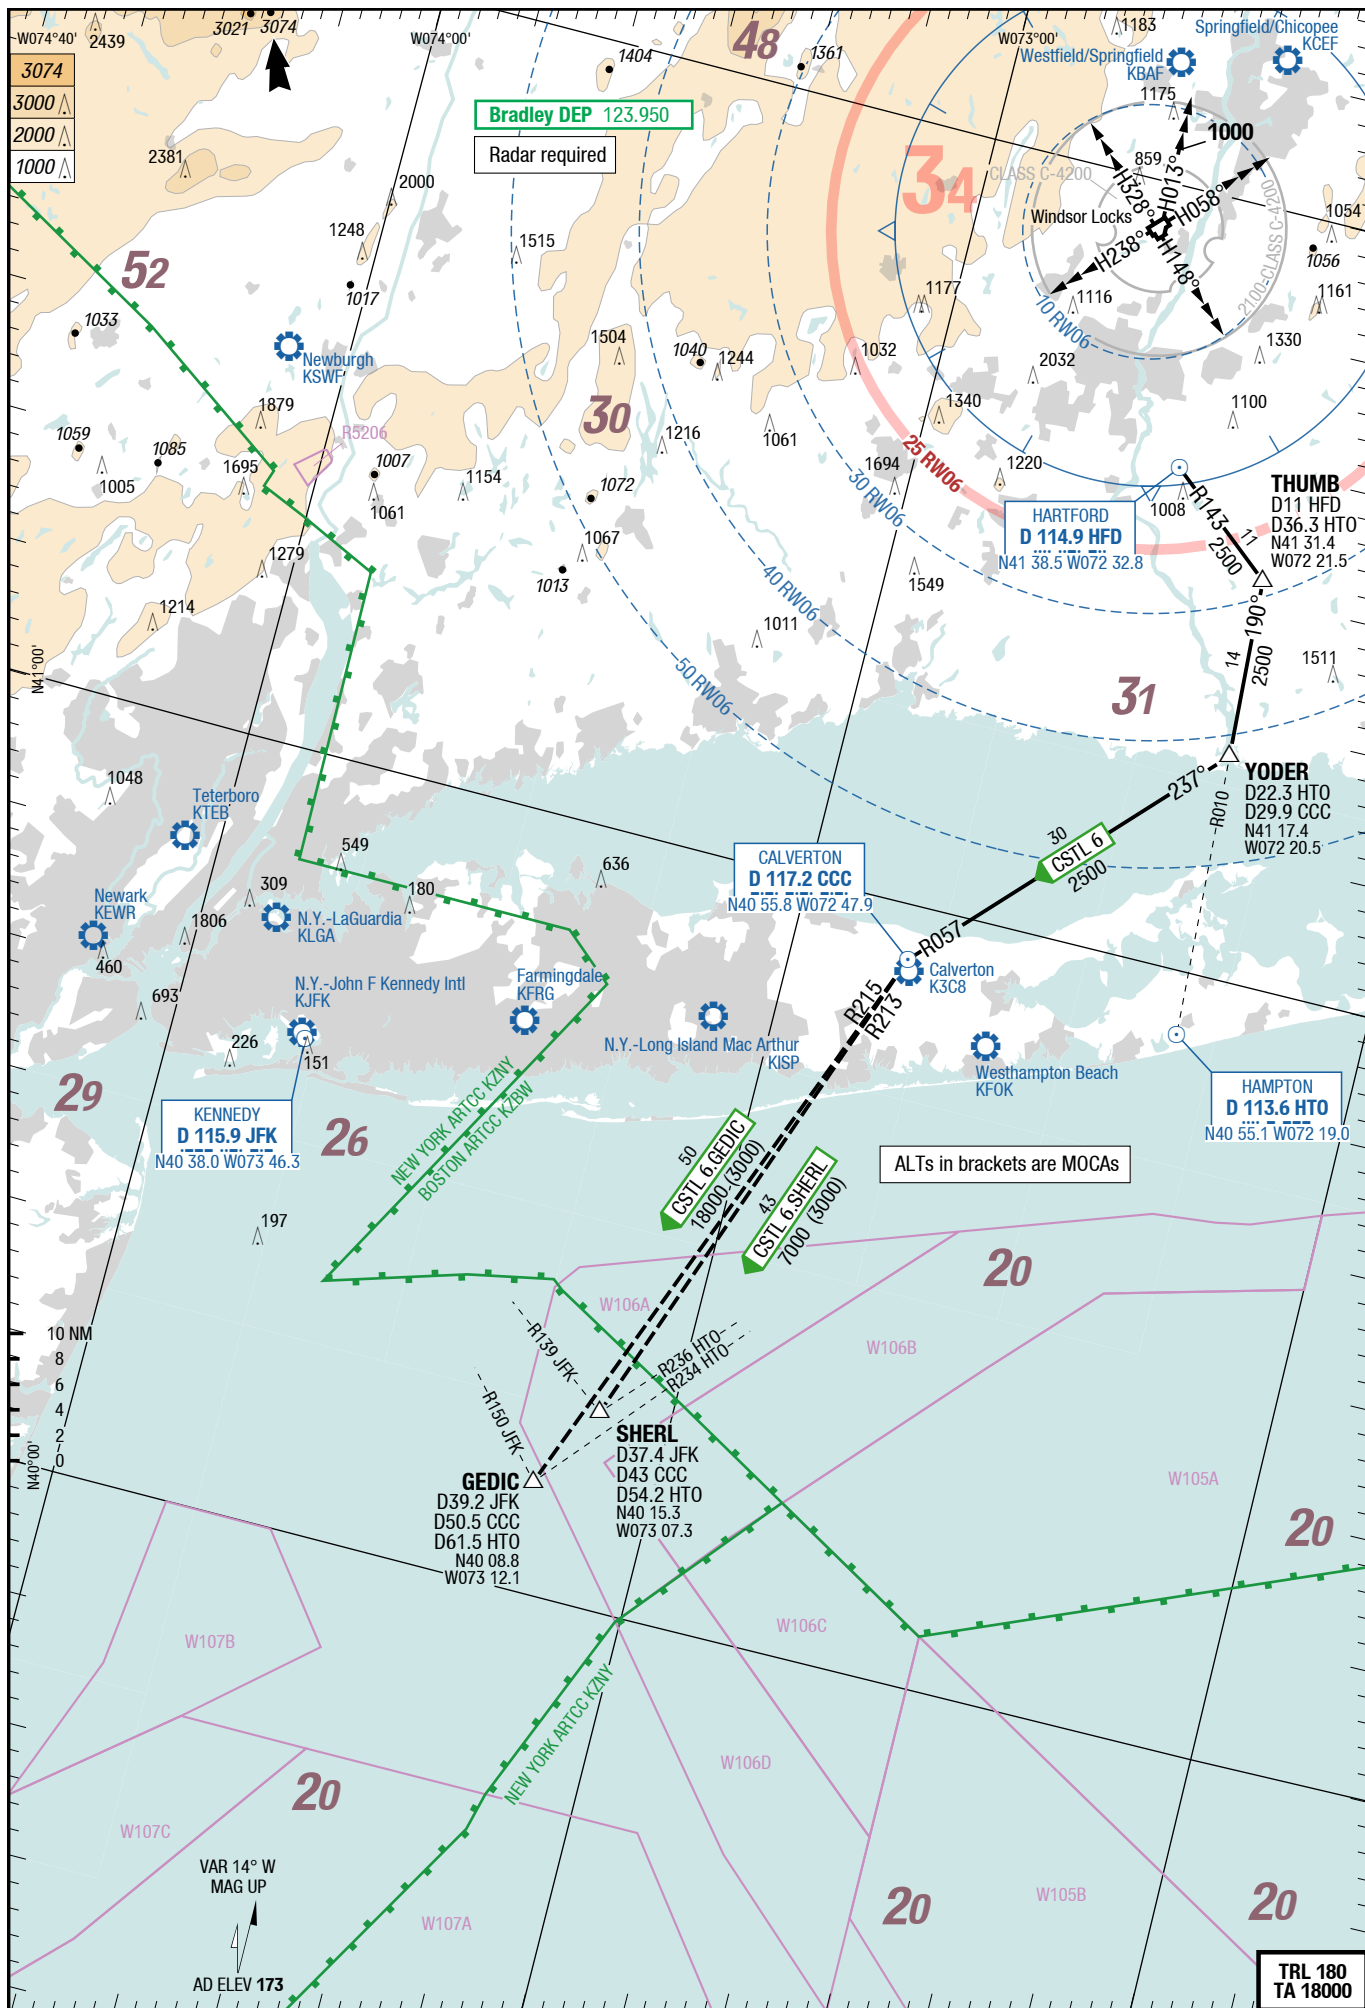 W074°40'
2439
3021
3074
W074°00'
1404
48
1361
W073°00'
1183
Springfield/Chicopee
KCEF
Westfield/Springfield
KBAF
3074
3000
2000
1000
Bradley DEP 123.950
Radar required
1175
1000
859
CLASS C-4200
34
H328°
H013°
H058°
Windsor Locks
H238°
H148°
2100-CLASS C-4200
1054
1056
2381
2000
1248
1515
52
1017
1177
1116
1161
10 RW06
1033
Newburgh
KSWF
1504
1040
1244
1032
2032
1330
1879
30
1340
1100
R5206
1059
1085
1216
1061
25 RW06
1005
1695
1007
1154
1072
1694
30 RW06
1220
1061
HARTFORD
D 114.9 HFD
N41 38.5 W072 32.8
1008
R143
11
2500
THUMB
D11 HFD
D36.3 HTO
N41 31.4
W072 21.5
1279
1067
1013
1549
40 RW06
1214
1011
190°
14
2500
1511
N41°00'
50 RW06
31
1048
Teterboro
KTEB
237°
YODER
D22.3 HTO
D29.9 CCC
N41 17.4
W072 20.5
R010
549
30
CSTL 6
2500
CALVERTON
D 117.2 CCC
N40 55.8 W072 47.9
636
Newark
KEWR
309
180
1806
N.Y.-LaGuardia
KLGA
460
R057
Calverton
K3C8
693
N.Y.-John F Kennedy Intl
KJFK
Farmingdale
KFRG
R215
R213
226
151
N.Y.-Long Island Mac Arthur
KISP
Westhampton Beach
KFOK
29
KENNEDY
D 115.9 JFK
N40 38.0 W073 46.3
26
NEW YORK ARTCC KZNY
BOSTON ARTCC KZBW
HAMPTON
D 113.6 HTO
N40 55.1 W072 19.0
50
CSTL 6.GEDIC
18000 (3000)
43
CSTL 6.SHERL
7000 (3000)
ALTs in brackets are MOCAs
197
20
W106A
W106B
10 NM
8
6
4
2
0
R139 JFK
R236 HTO
R234 HTO
R150 JFK
N40°00'
SHERL
D37.4 JFK
D43 CCC
D54.2 HTO
N40 15.3
W073 07.3
GEDIC
D39.2 JFK
D50.5 CCC
D61.5 HTO
N40 08.8
W073 12.1
W105A
20
W107B
W106C
NEW YORK ARTCC KZNY
W106D
20
W107C
VAR 14° W
MAG UP
W107A
20
W105B
20
AD ELEV 173
TRL 180
TA 18000